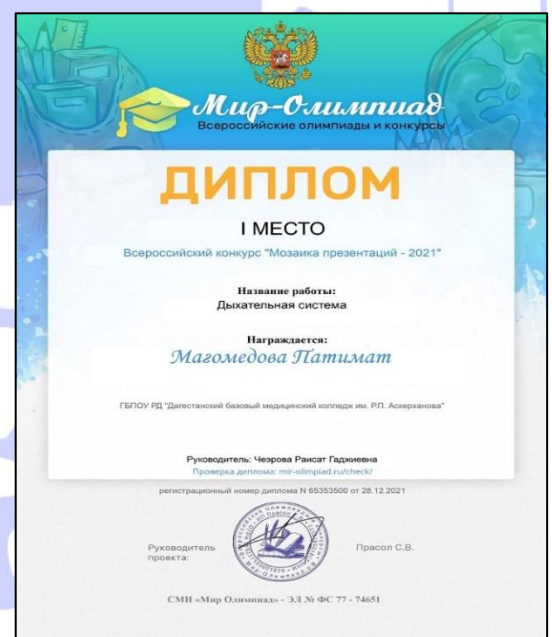 Мир-Олимпиад
Всероссийские олимпиады и конкурсы
ДИПЛОМ
I МЕСТО
Всероссийский конкурс "Мозаика презентаций - 2021"
Название работы:
Дыхательная система
Награждается:
Магомедова Патимат
ГБПОУ РД "Дагестанский базовый медицинский колледж им. Р.П. Аскерханова"
Руководитель: Чеэрова Раисат Гаджиевна
Проверка диплома: mir-olimpiad.ru/check/
регистрационный номер диплома N 65353500 от 28.12.2021
Руководитель
проекта:
Прасол С.В.
СМИ «Мир Олимпиад» - ЭЛ № ФС 77 - 74651